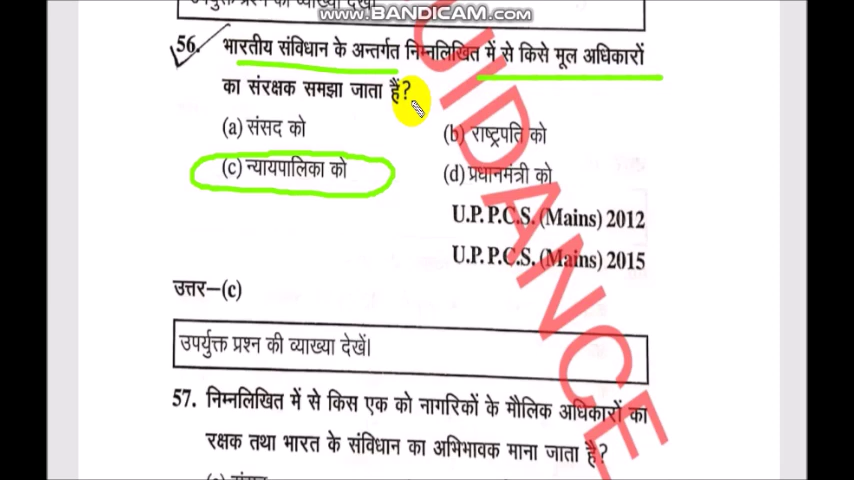 उपर्युक्त प्रश्न की व्याख्या देखें।
www.BANDICAM.com
56. भारतीय संविधान के अन्तर्गत निम्नलिखित में से किसे मूल अधिकारों
का संरक्षक समझा जाता हैं?
(a) संसद को
(b) राष्ट्रपति को
(c) न्यायपालिका को
(d) प्रधानमंत्री को
U.P.P.C.S. (Mains) 2012
U.P.P.C.S. (Mains) 2015
उत्तर–(c)
उपर्युक्त प्रश्न की व्याख्या देखें।
57. निम्नलिखित में से किस एक को नागरिकों के मौलिक अधिकारों का
रक्षक तथा भारत के संविधान का अभिभावक माना जाता है?
UIDANCE